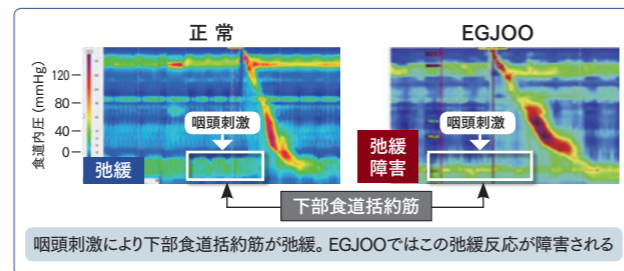 正常
EGJOO
食道内圧 (mmHg)
120
80
40
0
咽頭刺激
弛緩
咽頭刺激
弛緩
障害
下部食道括約筋
咽頭刺激により下部食道括約筋が弛緩。EGJOOではこの弛緩反応が障害される